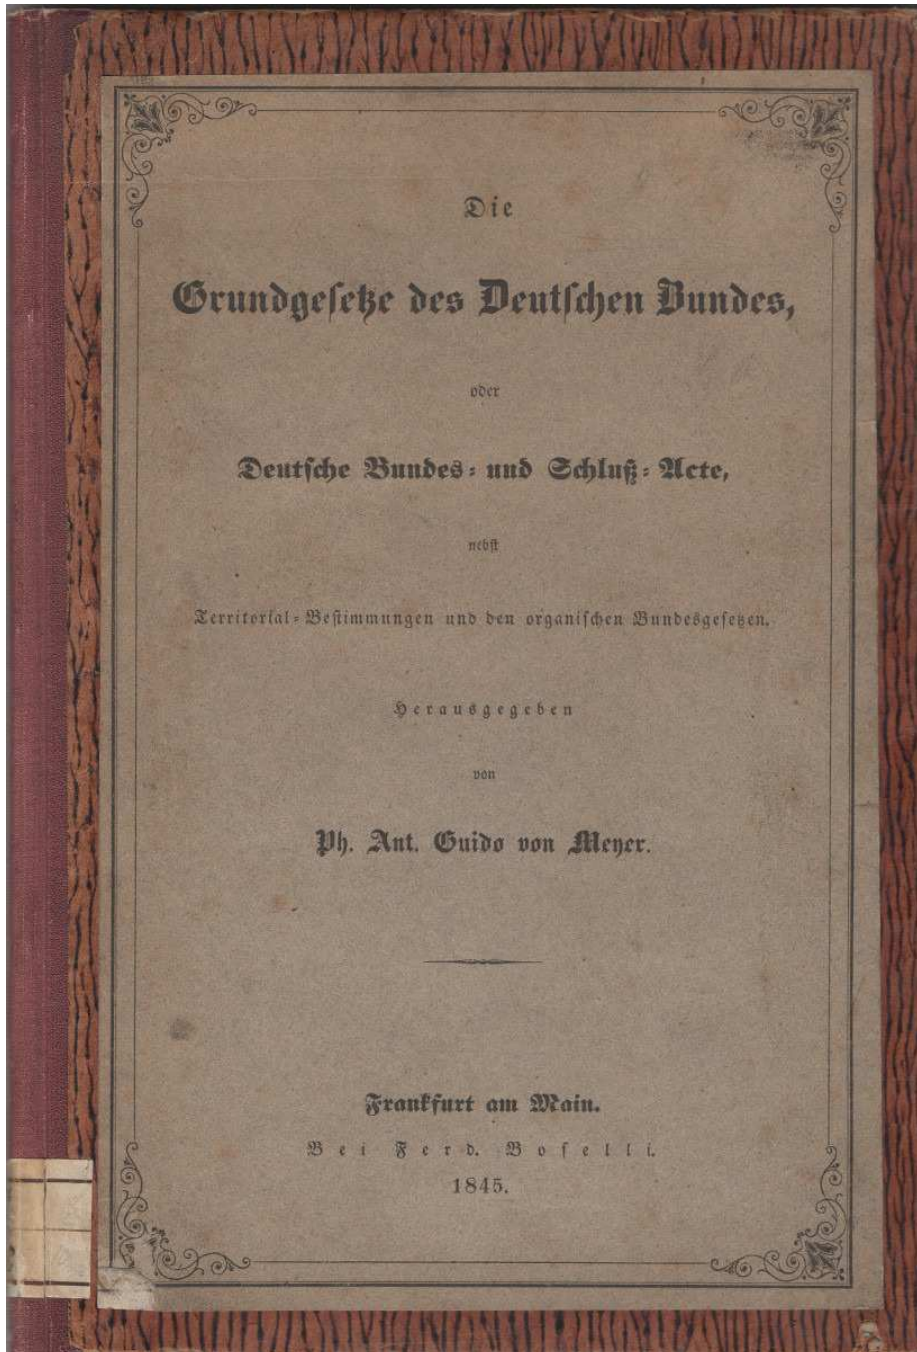 Die
Grundgesetze des Deutschen Bundes,
oder
Deutsche Bundes- und Schluß-Acte,
nebst
Territorial-Bestimmungen und den organischen Bundesgesetzen.
Herausgegeben
von
Ph. Ant. Guido von Meyer.
Frankfurt am Main.
Bei Ferd. Boselli.
1845.